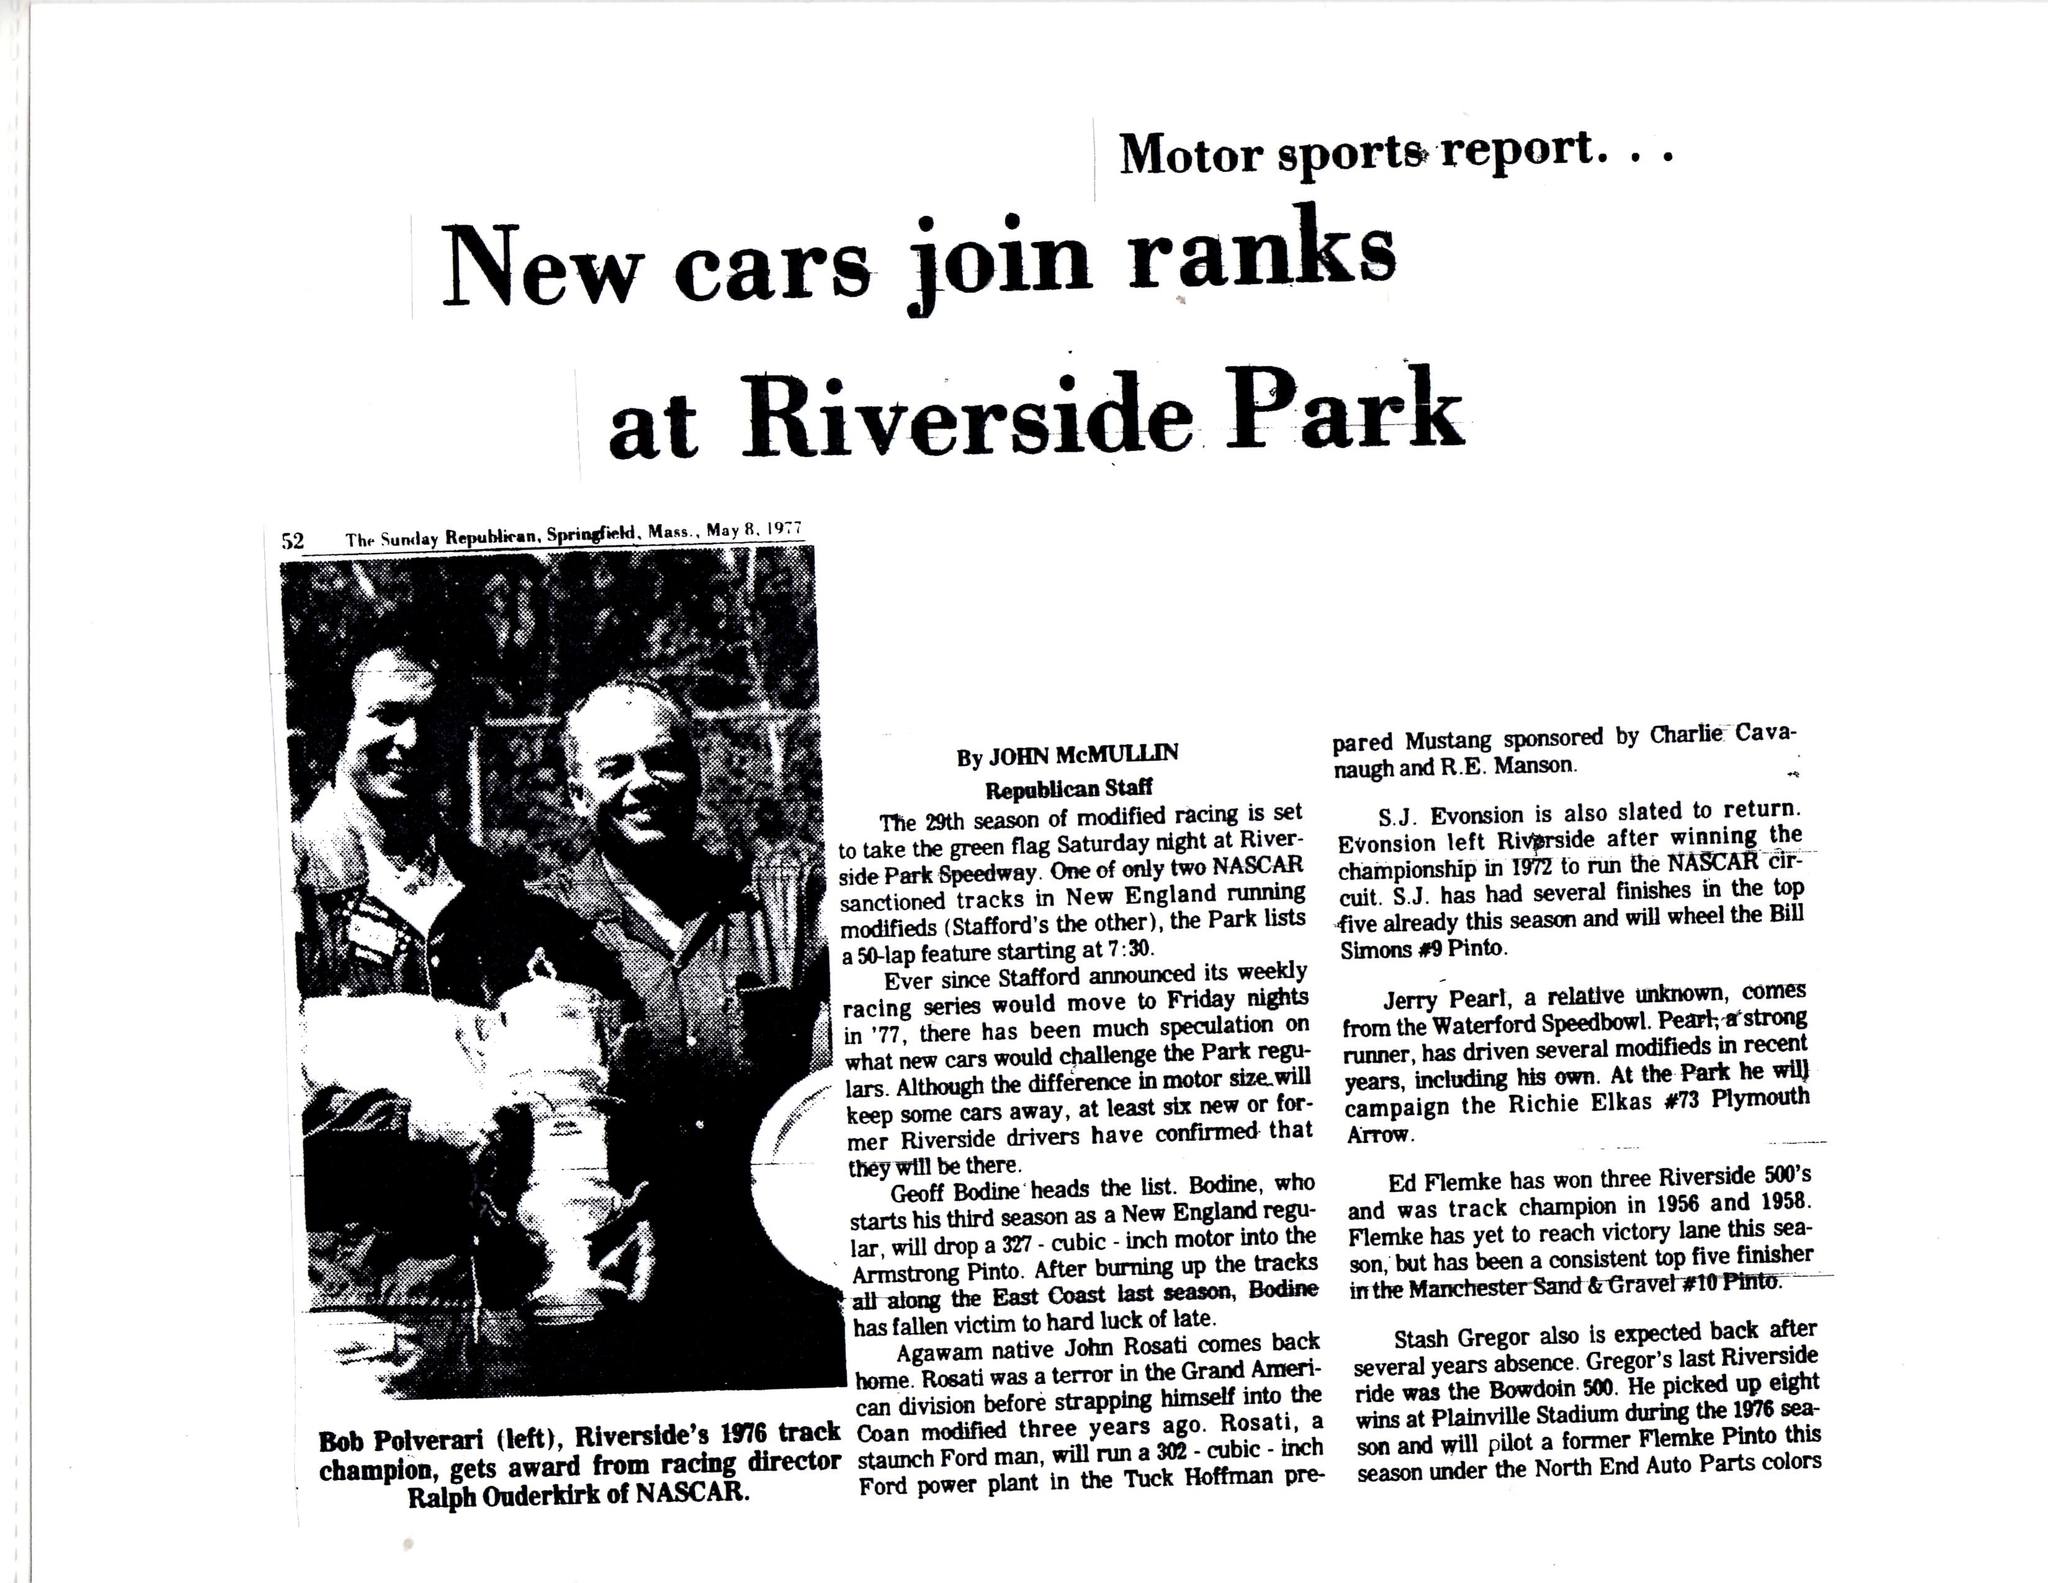 Motor sports report. . .
New cars join ranks
at Riverside Park
52 The Sunday Republican, Springfield, Mass., May 8, 1977
Bob Polverari (left), Riverside's 1976 track
champion, gets award from racing director
Ralph Ouderkirk of NASCAR.
By JOHN McMULLIN
Republican Staff
The 29th season of modified racing is set
to take the green flag Saturday night at River-
side Park Speedway. One of only two NASCAR
sanctioned tracks in New England running
modifieds (Stafford's the other), the Park lists
a 50-lap feature starting at 7:30.
Ever since Stafford announced its weekly
racing series would move to Friday nights
in '77, there has been much speculation on
what new cars would challenge the Park regu-
lars. Although the difference in motor size will
keep some cars away, at least six new or for-
mer Riverside drivers have confirmed that
they will be there.
Geoff Bodine heads the list. Bodine, who
starts his third season as a New England regu-
lar, will drop a 327 - cubic - inch motor into the
Armstrong Pinto. After burning up the tracks
all along the East Coast last season, Bodine
has fallen victim to hard luck of late.
Agawam native John Rosati comes back
home. Rosati was a terror in the Grand Ameri-
can division before strapping himself into the
Coan modified three years ago. Rosati, a
staunch Ford man, will run a 302 - cubic - inch
Ford power plant in the Tuck Hoffman pre-
pared Mustang sponsored by Charlie Cava-
naugh and R.E. Manson.
S.J. Evonsion is also slated to return.
Evonsion left Riverside after winning the
championship in 1972 to run the NASCAR cir-
cuit. S.J. has had several finishes in the top
five already this season and will wheel the Bill
Simons #9 Pinto.
Jerry Pearl, a relative unknown, comes
from the Waterford Speedbowl. Pearl, a strong
runner, has driven several modifieds in recent
years, including his own. At the Park he will
campaign the Richie Elkas #73 Plymouth
Arrow.
Ed Flemke has won three Riverside 500's
and was track champion in 1956 and 1958.
Flemke has yet to reach victory lane this sea-
son, but has been a consistent top five finisher
in the Manchester Sand & Gravel #10 Pinto.
Stash Gregor also is expected back after
several years absence. Gregor's last Riverside
ride was the Bowdoin 500. He picked up eight
wins at Plainville Stadium during the 1976 sea-
son and will pilot a former Flemke Pinto this
season under the North End Auto Parts colors